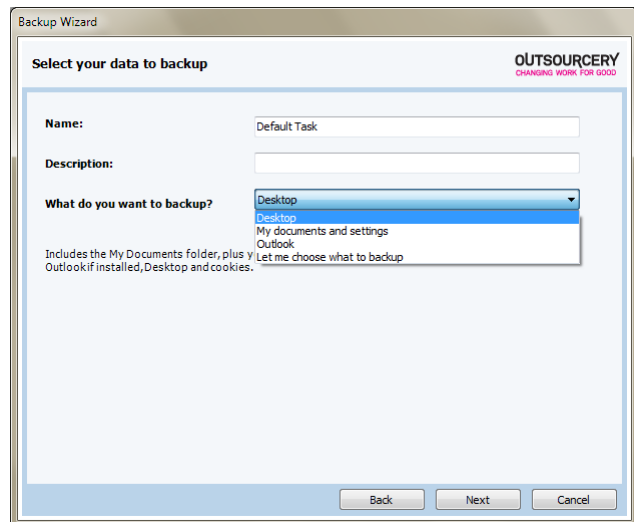 Backup Wizard
Select your data to backup
OUTSOURCERY
CHANGING WORK FOR GOOD
Name:
Default Task
Description:
What do you want to backup?
Desktop
Desktop
My documents and settings
Outlook
Let me choose what to backup
Includes the My Documents folder, plus y
Outlook if installed, Desktop and cookies.
Back
Next
Cancel